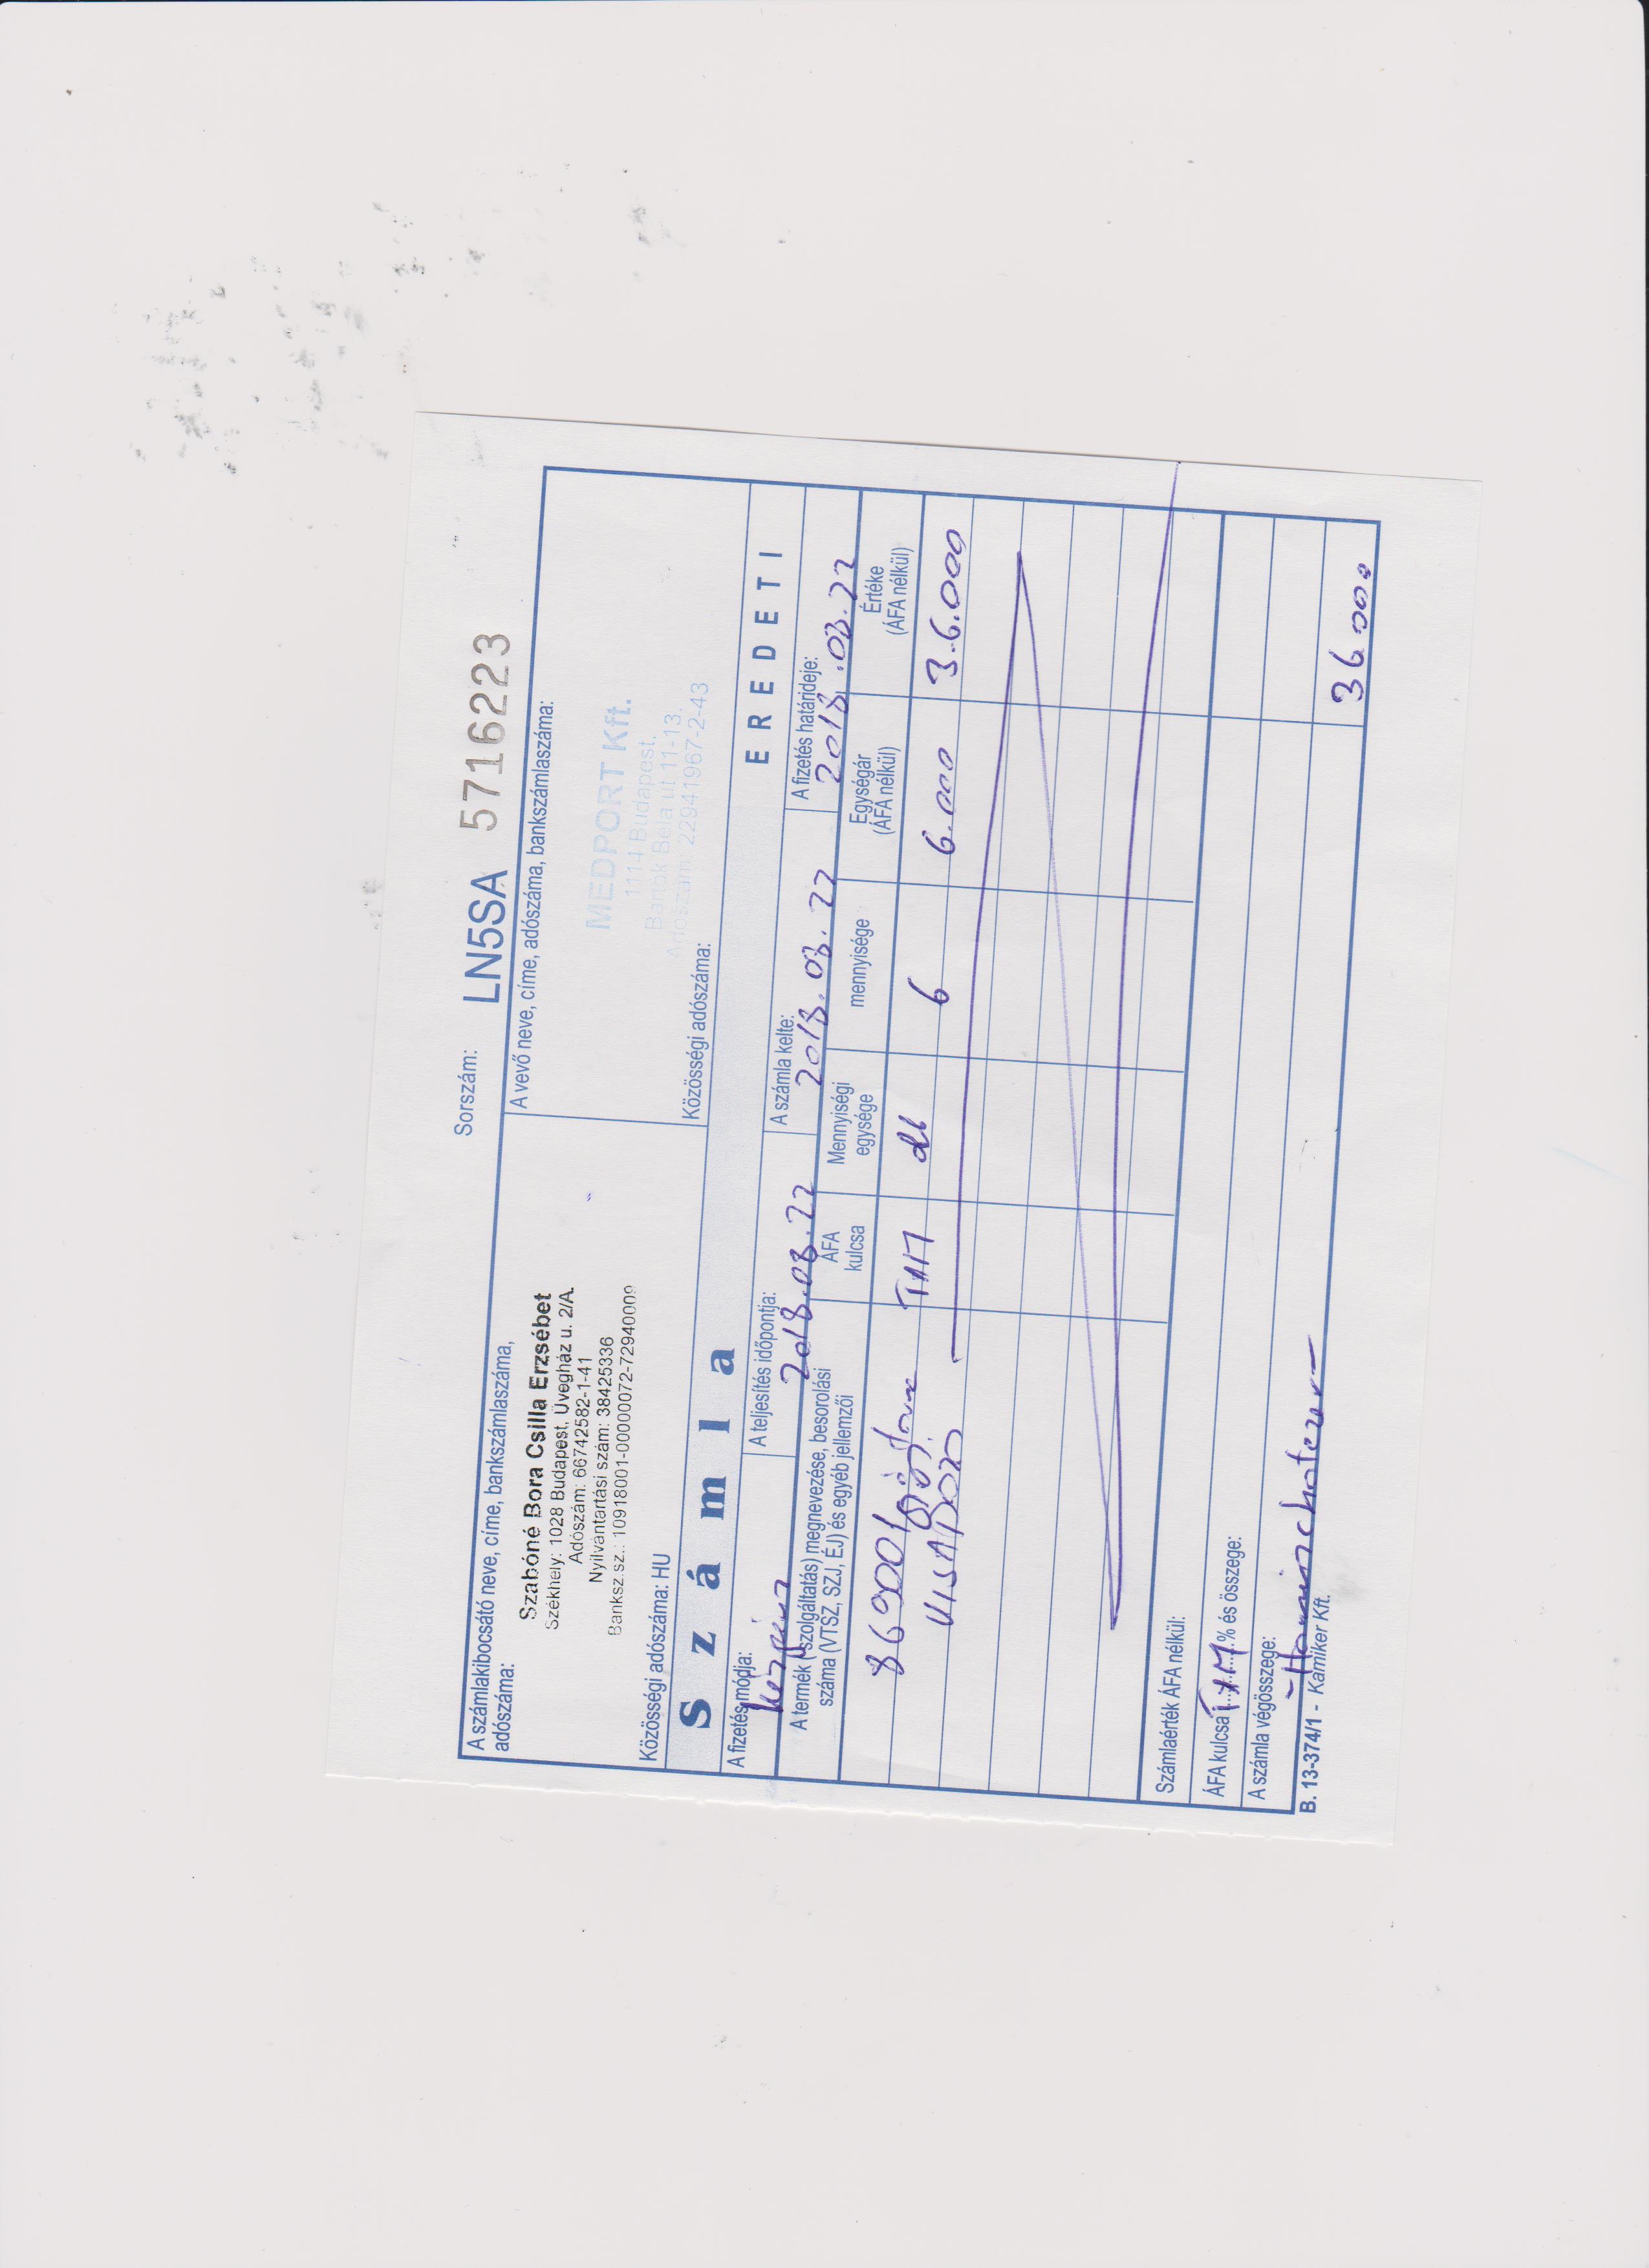 Sorszám: LN5SA 5716223
A számlakibocsátó neve, címe, bankszámlaszáma,
adószáma:
Szabóné Bora Csilla Erzsébet
Székhely: 1028 Budapest, Üvegház u. 2/A.
Adószám: 66742582-1-41
Nyilvántartási szám: 38425336
Banksz.sz.: 10918001-00000072-72940009
Közösségi adószáma: HU
A vevő neve, címe, adószáma, bankszámlaszáma:
MEDPORT Kft.
1114 Budapest,
Bartók Béla út 11-13.
Adószám: 22941967-2-43
Közösségi adószáma:
Számla
EREDETI
A fizetés módja:
készpénz
A teljesítés időpontja:
2018.03.22
A számla kelte:
2018.03.22
A fizetés határideje:
2018.03.22
A termék (szolgáltatás) megnevezése, besorolási
száma (VTSZ, SZJ, ÉJ) és egyéb jellemzői
ÁFA
kulcsa
Mennyiségi
egysége
mennyisége
Egységár
(ÁFA nélkül)
Értéke
(ÁFA nélkül)
869001 TAM db 6 6.000 36.000
Számlaérték ÁFA nélkül:
ÁFA kulcsa TAM % és összege:
A számla végösszege:
-Harminchatezer-
36000
B. 13-374/1 - Kamiker Kft.